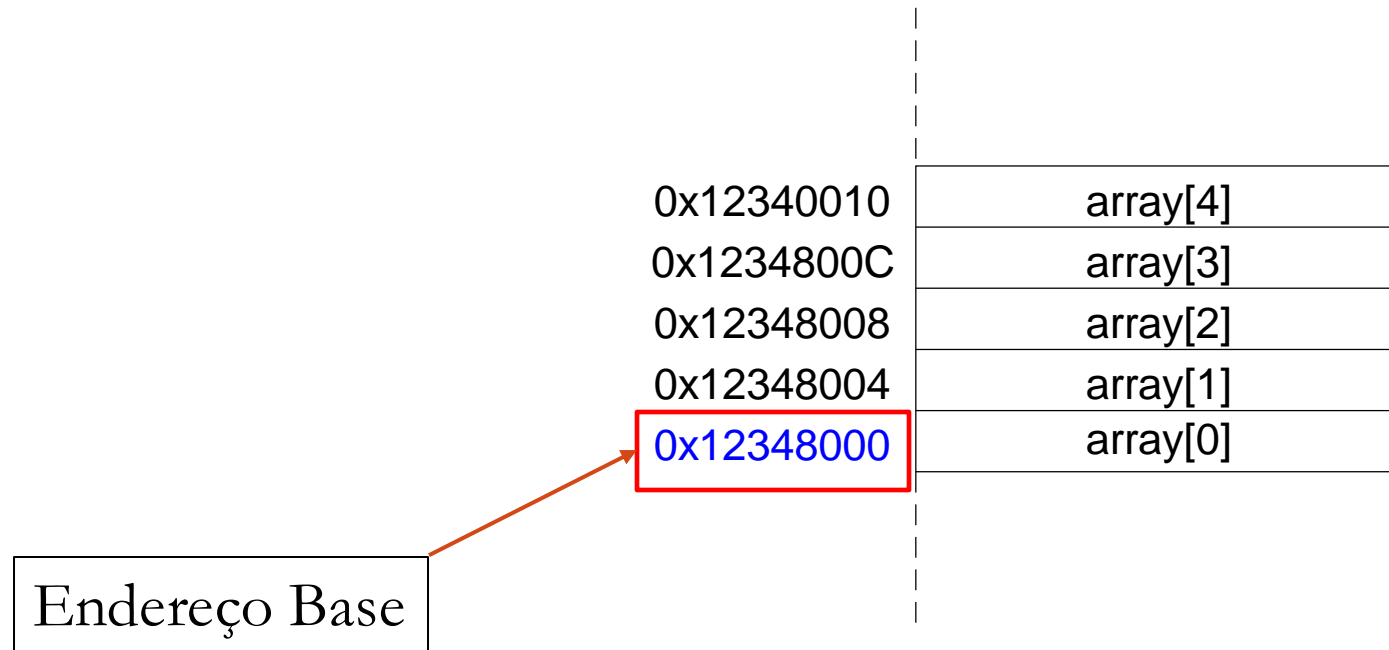 0x12340010 array[4]
0x1234800C array[3]
0x12348008 array[2]
0x12348004 array[1]
0x12348000 array[0]
Endereço Base